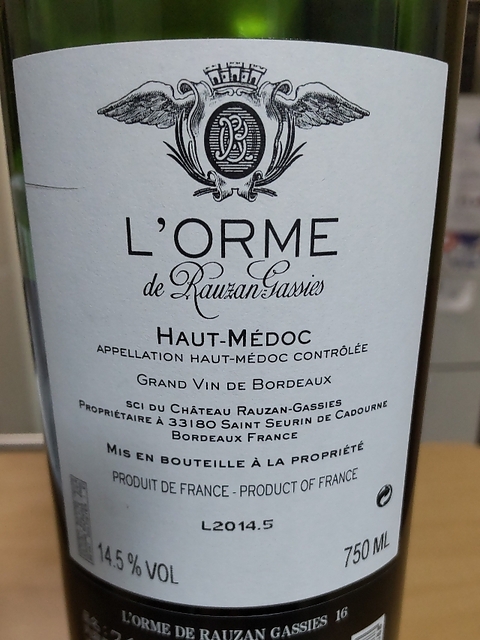 L'ORME
de Rauzan Gassies
HAUT-MÉDOC
APPELLATION HAUT-MÉDOC CONTRÔLÉE
GRAND VIN DE BORDEAUX
SCI DU CHÂTEAU RAUZAN-GASSIES
PROPRIÉTAIRE À 33180 SAINT SEURIN DE CADOURNE
BORDEAUX FRANCE
MIS EN BOUTEILLE À LA PROPRIÉTÉ
PRODUIT DE FRANCE - PRODUCT OF FRANCE
L2014.5
14.5 % VOL
750 ML
L'ORME DE RAUZAN GASSIES 16